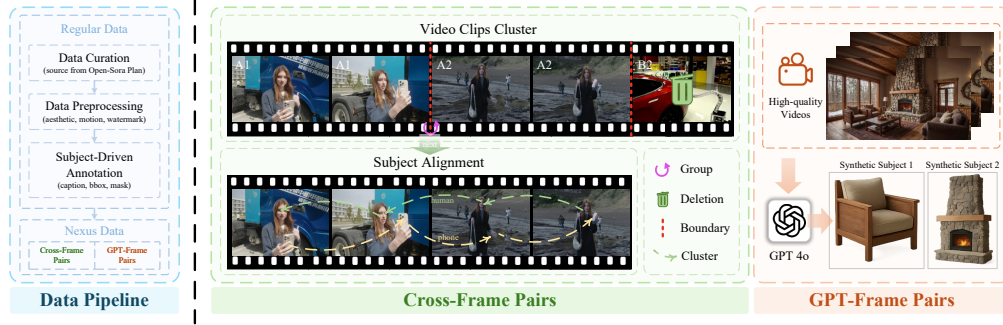 Regular Data
Data Curation
(source from Open-Sora Plan)
Data Preprocessing
(aesthetic, motion, watermark)
Subject-Driven
Annotation
(caption, bbox, mask)
Nexus Data
Cross-Frame
Pairs
GPT-Frame
Pairs
Data Pipeline
Video Clips Cluster
A1
A1
A2
A2
B2
next
Subject Alignment
human
phone
Group
Deletion
Boundary
Cluster
Cross-Frame Pairs
High-quality
Videos
GPT 4o
Synthetic Subject 1
Synthetic Subject 2
GPT-Frame Pairs